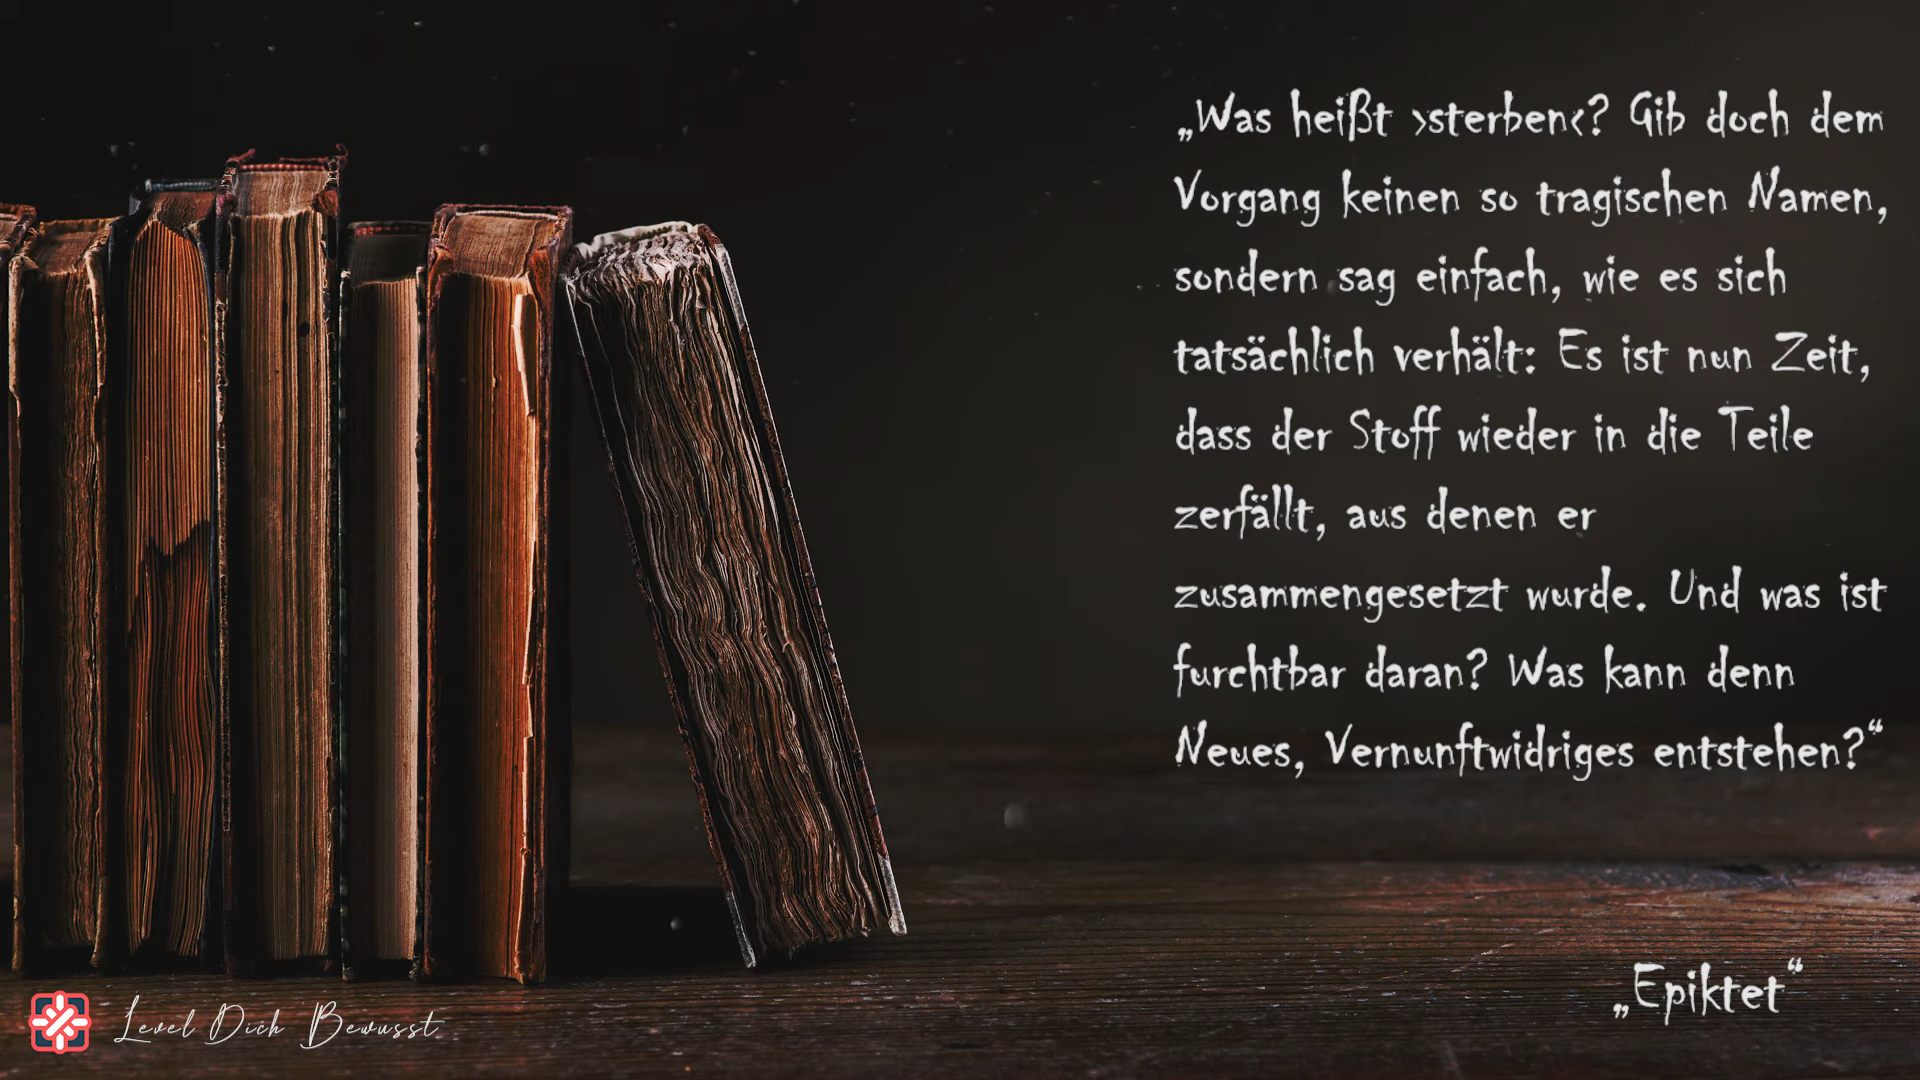 „Was heißt ›sterben‹? Gib doch dem
Vorgang keinen so tragischen Namen,
sondern sag einfach, wie es sich
tatsächlich verhält: Es ist nun Zeit,
dass der Stoff wieder in die Teile
zerfällt, aus denen er
zusammengesetzt wurde. Und was ist
furchtbar daran? Was kann denn
Neues, Vernunftwidriges entstehen?“
„Epiktet“
Level Dich Bewusst